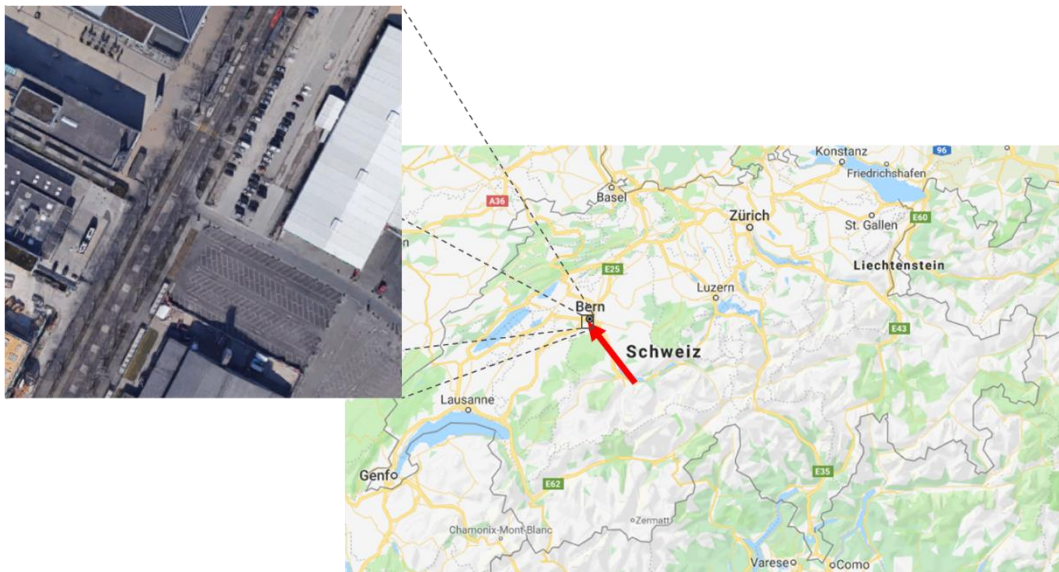 Konstanz
96
Friedrichshafen
Basel
A36
Zürich
St. Gallen
E60
n
Liechtenstein
E25
Luzern
Bern
E43
Schweiz
Lausanne
Genf
E35
E62
Zermatt
Chamonix-Mont-Blanc
Varese
Como